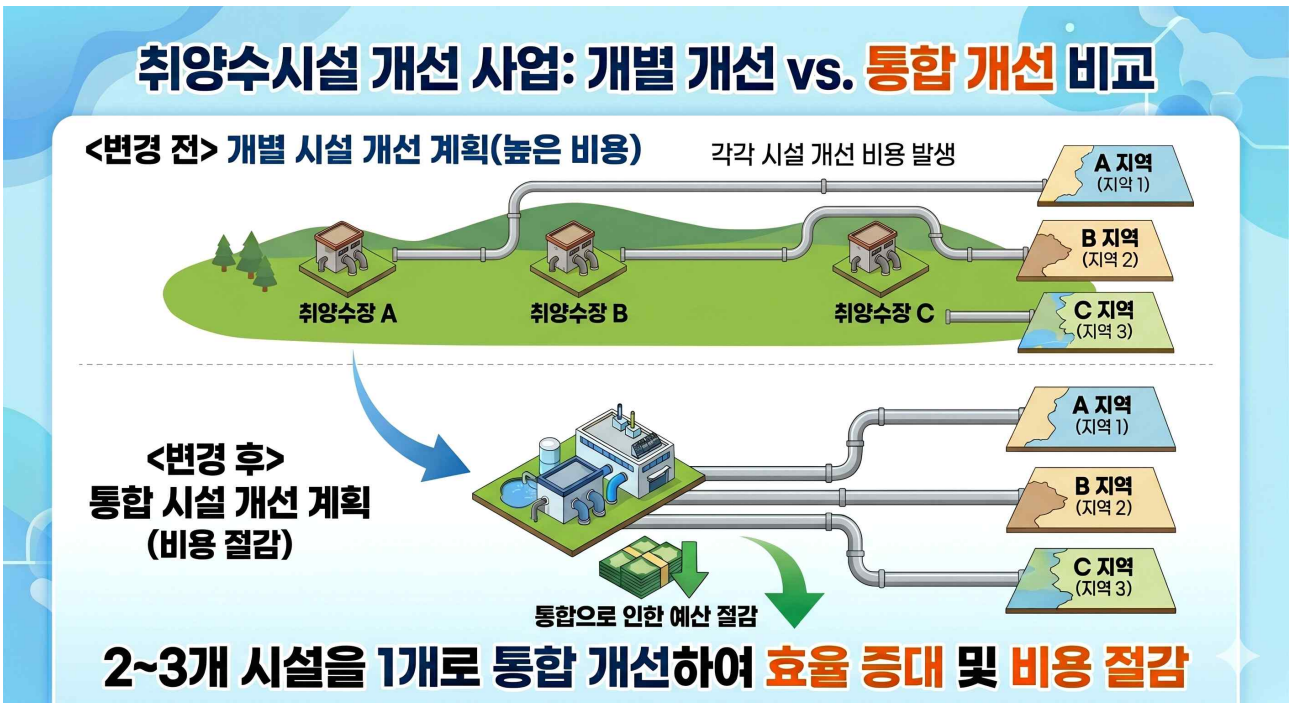 취양수시설 개선 사업: 개별 개선 vs. 통합 개선 비교
<변경 전> 개별 시설 개선 계획(높은 비용)
각각 시설 개선 비용 발생
A 지역
(지악 1)
B 지역
(지역 2)
C 지역
(지역 3)
취양수장 A
취양수장 B
취양수장 C
<변경 후>
통합 시설 개선 계획
(비용 절감)
A 지역
(지역 1)
B 지역
(지역 2)
C 지역
(지역 3)
통합으로 인한 예산 절감
2~3개 시설을 1개로 통합 개선하여 효율 증대 및 비용 절감